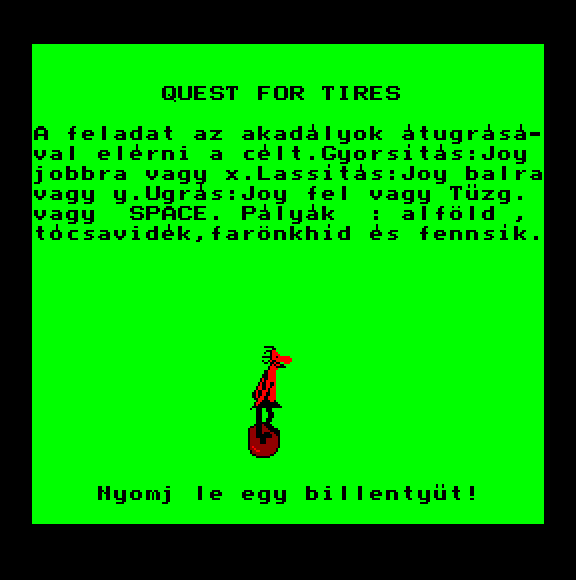 QUEST FOR TIRES
A feladat az akadályok átugrásá-
val elérni a célt.Gyorsitás:Joy
jobbra vagy x.Lassitás:Joy balra
vagy y.Ugrás:Joy fel vagy Tüzg.
vagy  SPACE. Pályák  : alföld ,
tócsavidék,farönkhid és fennsik.
Nyomj le egy billentyüt!